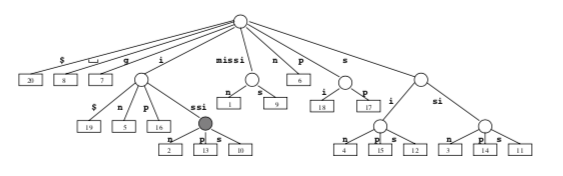 $ ⌴ g i missi n p s
20 8 7 6
n s i p i si
$ n p ssi 1 9 18 17
19 5 16
n p s n p s n p s
2 13 10 4 15 12 3 14 11